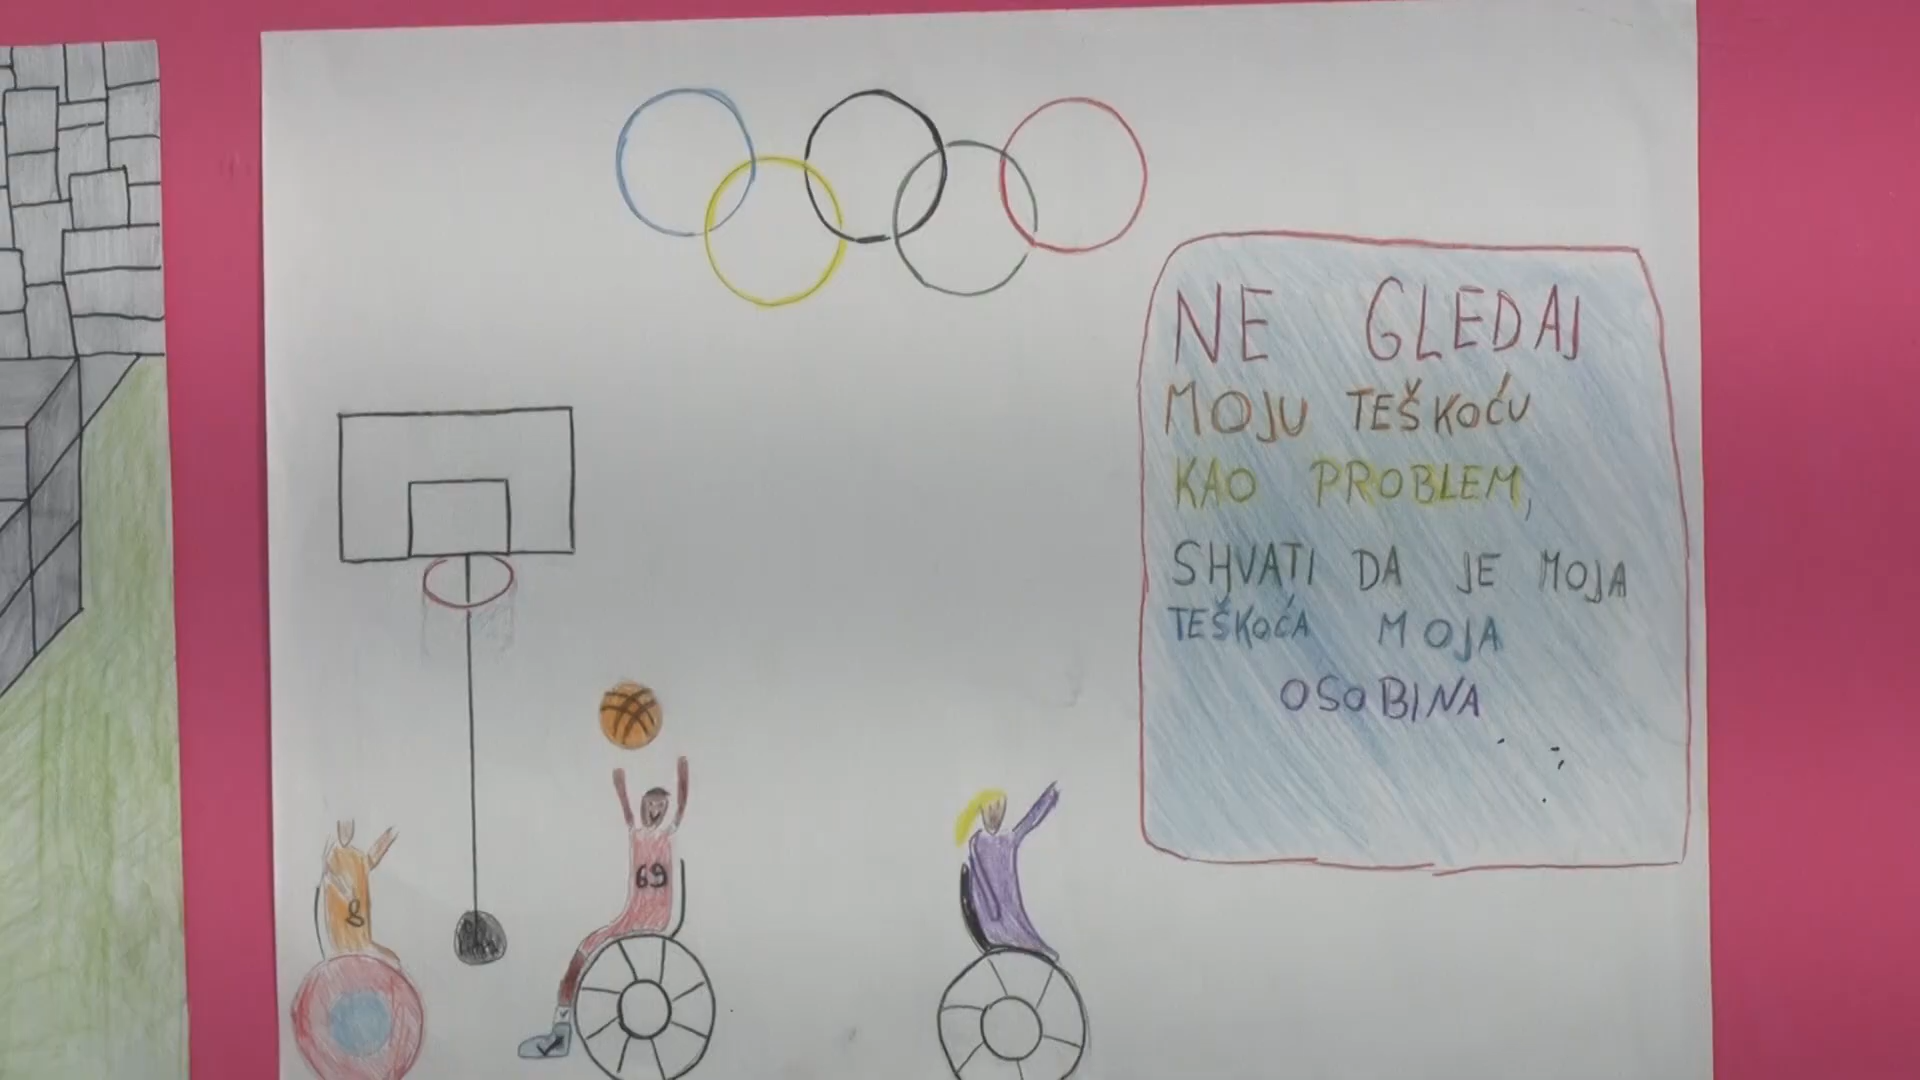 NE GLEDAJ
MOJU TEŠKOĆU
KAO PROBLEM,
SHVATI DA JE MOJA
TEŠKOĆA MOJA
OSOBINA
8
69